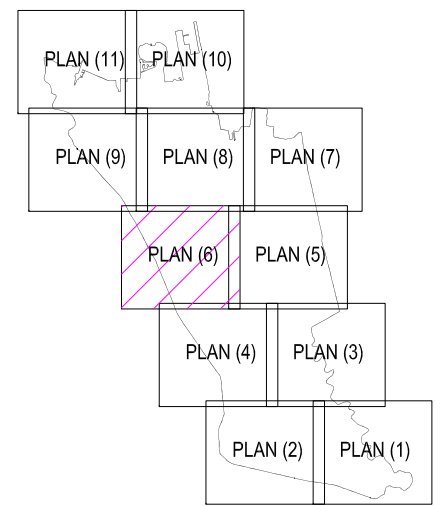 PLAN (11) PLAN (10)
PLAN (9) PLAN (8) PLAN (7)
PLAN (6) PLAN (5)
PLAN (4) PLAN (3)
PLAN (2) PLAN (1)